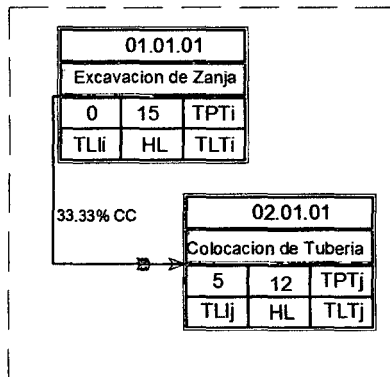 01.01.01
Excavacion de Zanja
0 15 TPTi
TLIi HL TLTi
33.33% CC
02.01.01
Colocacion de Tuberia
5 12 TPTj
TLIj HL TLTj